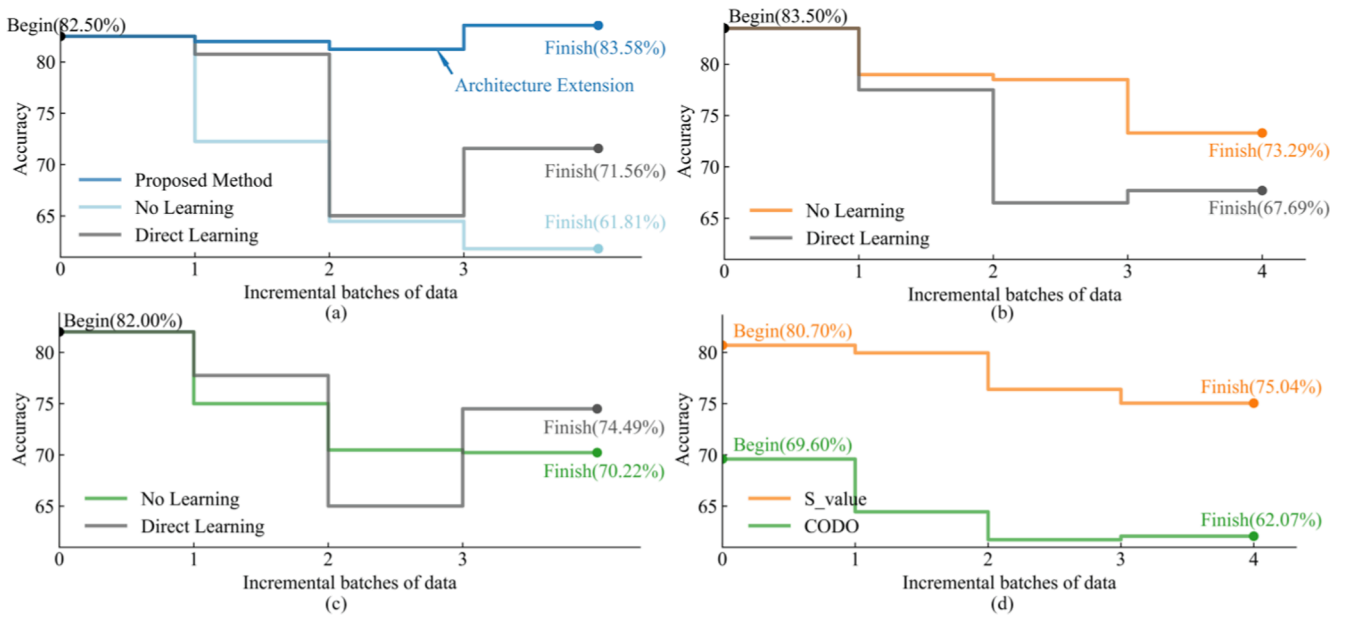 Begin(82.50%)
80
75
70
65
Accuracy
Finish(83.58%)
Architecture Extension
Finish(71.56%)
Finish(61.81%)
Proposed Method
No Learning
Direct Learning
0 1 2 3
Incremental batches of data
(a)
Begin(83.50%)
80
75
70
65
Accuracy
Finish(73.29%)
Finish(67.69%)
No Learning
Direct Learning
0 1 2 3 4
Incremental batches of data
(b)
Begin(82.00%)
80
75
70
65
Accuracy
Finish(74.49%)
Finish(70.22%)
No Learning
Direct Learning
0 1 2 3
Incremental batches of data
(c)
Begin(80.70%)
80
75
70
65
Accuracy
Finish(75.04%)
Begin(69.60%)
S_value
CODO
Finish(62.07%)
0 1 2 3 4
Incremental batches of data
(d)